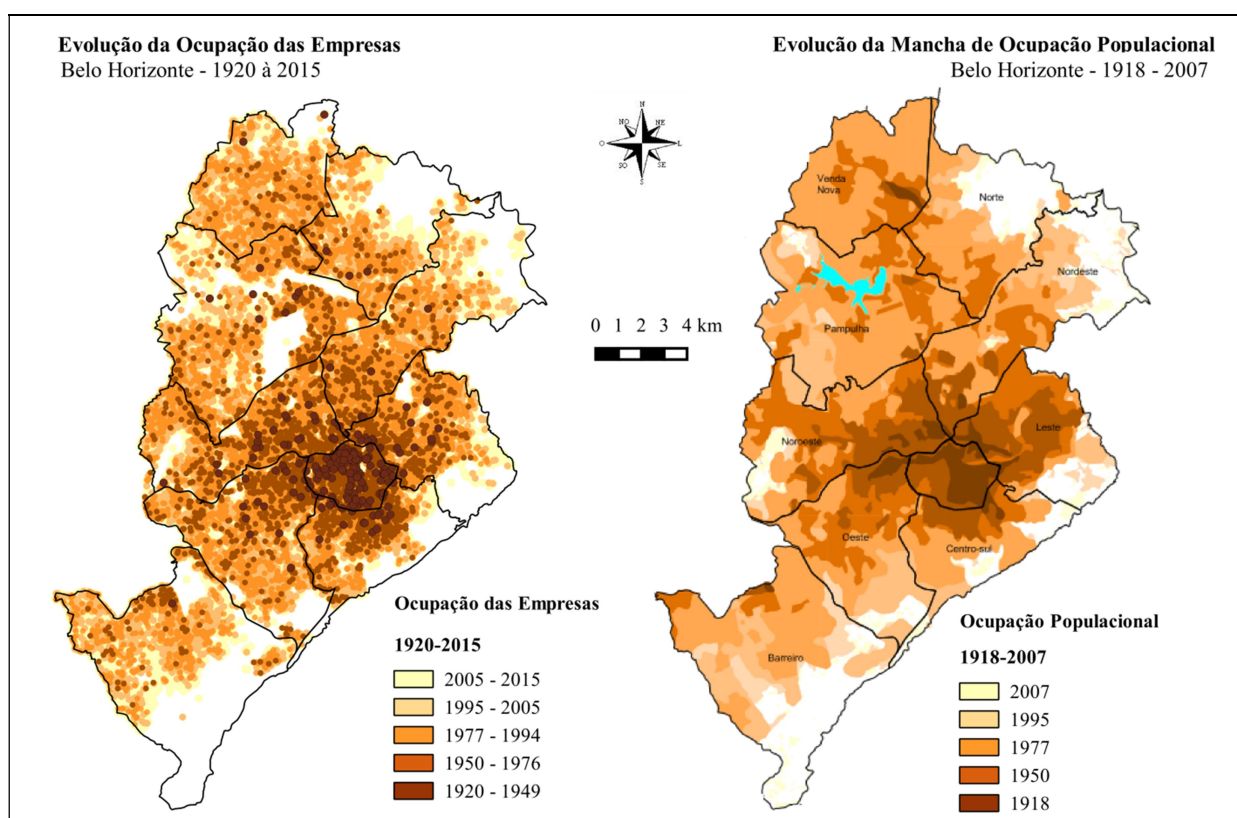 Evolução da Ocupação das Empresas
Belo Horizonte - 1920 à 2015
Evolução da Mancha de Ocupação Populacional
Belo Horizonte - 1918 - 2007
N
NO
NE
O
L
SO
SE
S
0 1 2 3 4 km
Venda
Nova
Norte
Nordeste
Pampulha
Noroeste
Leste
Oeste
Centro-sul
Barreiro
Ocupação das Empresas
1920-2015
2005 - 2015
1995 - 2005
1977 - 1994
1950 - 1976
1920 - 1949
Ocupação Populacional
1918-2007
2007
1995
1977
1950
1918